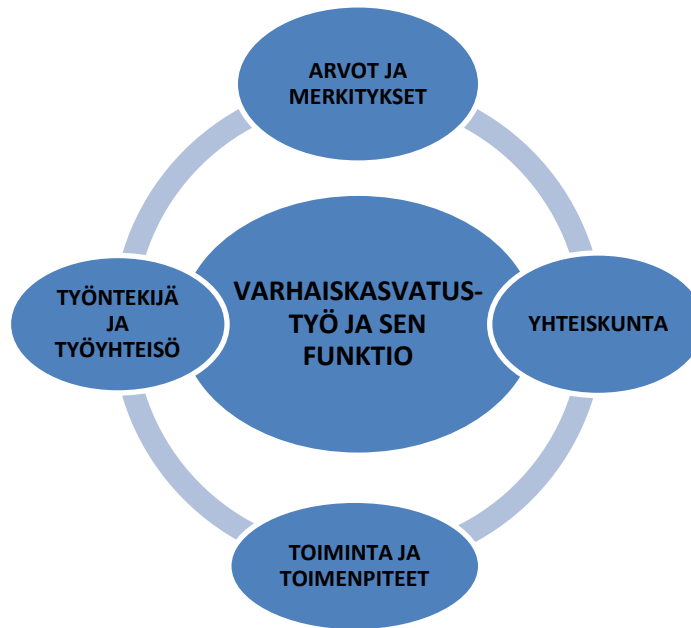 ARVOT JA
MERKITYKSET
TYÖNTEKIJÄ
JA
TYÖYHTEISÖ
VARHAISKASVATUS-
TYÖ JA SEN
FUNKTIO
YHTEISKUNTA
TOIMINTA JA
TOIMENPITEET